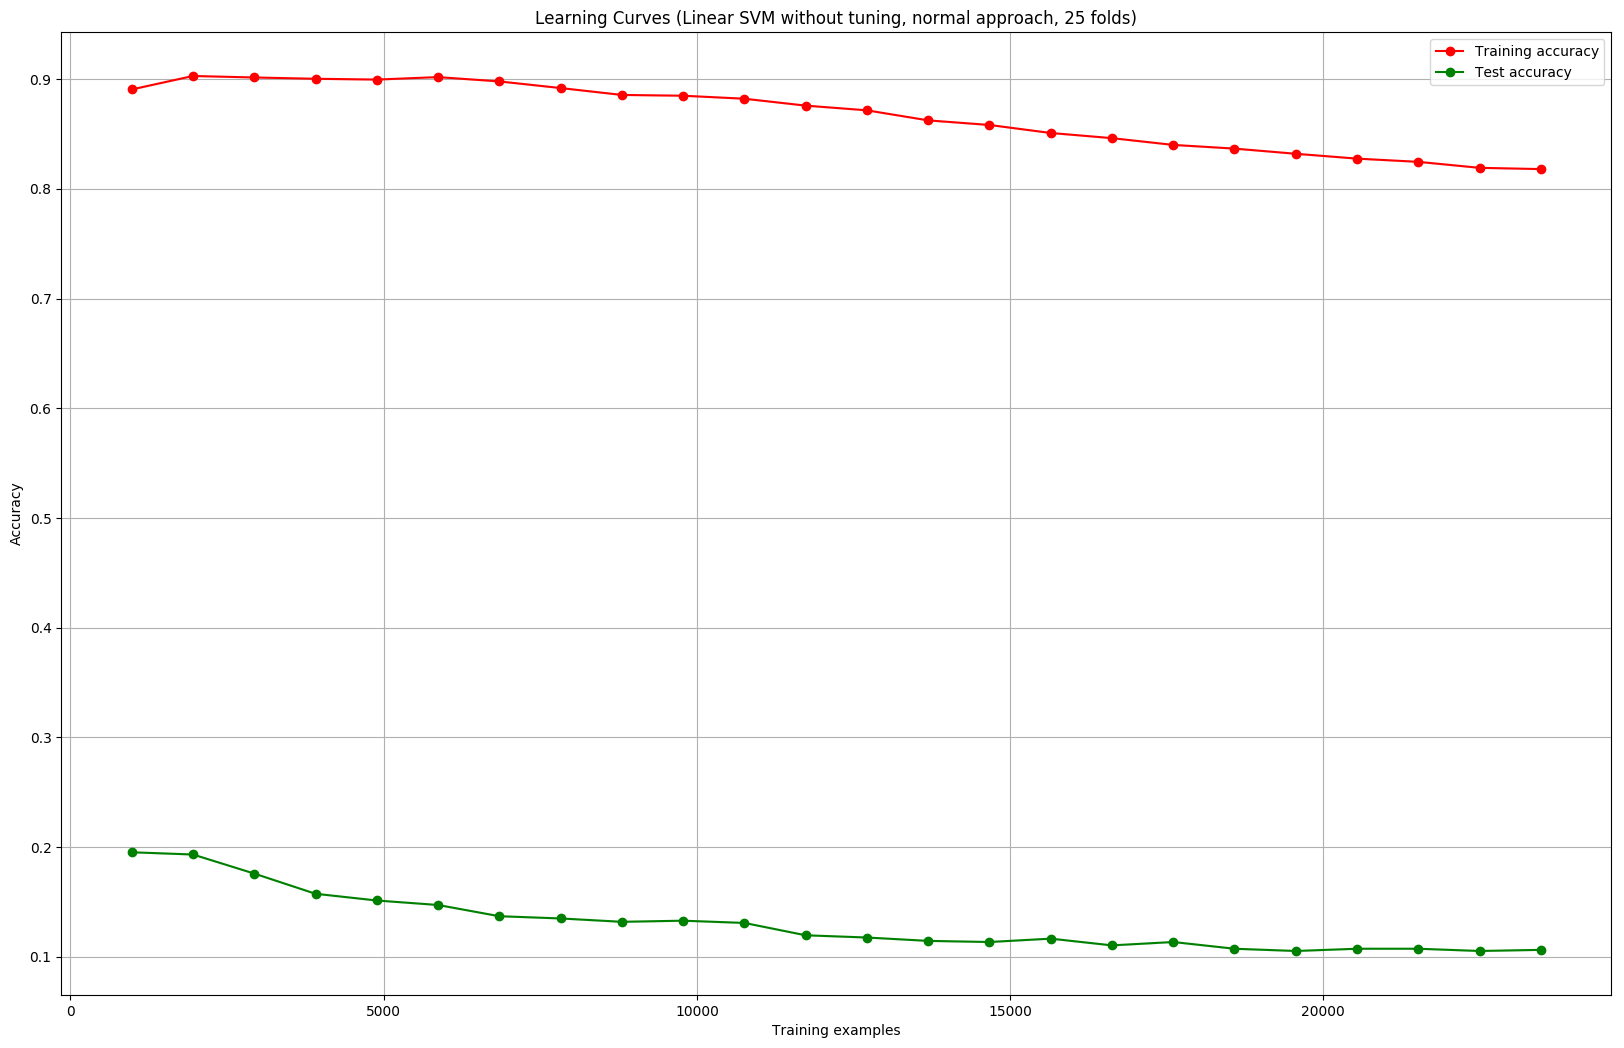 Learning Curves (Linear SVM without tuning, normal approach, 25 folds)
Training accuracy
Test accuracy
0.9
0.8
0.7
0.6
0.5
0.4
0.3
0.2
0.1
Accuracy
0 5000 10000 15000 20000
Training examples